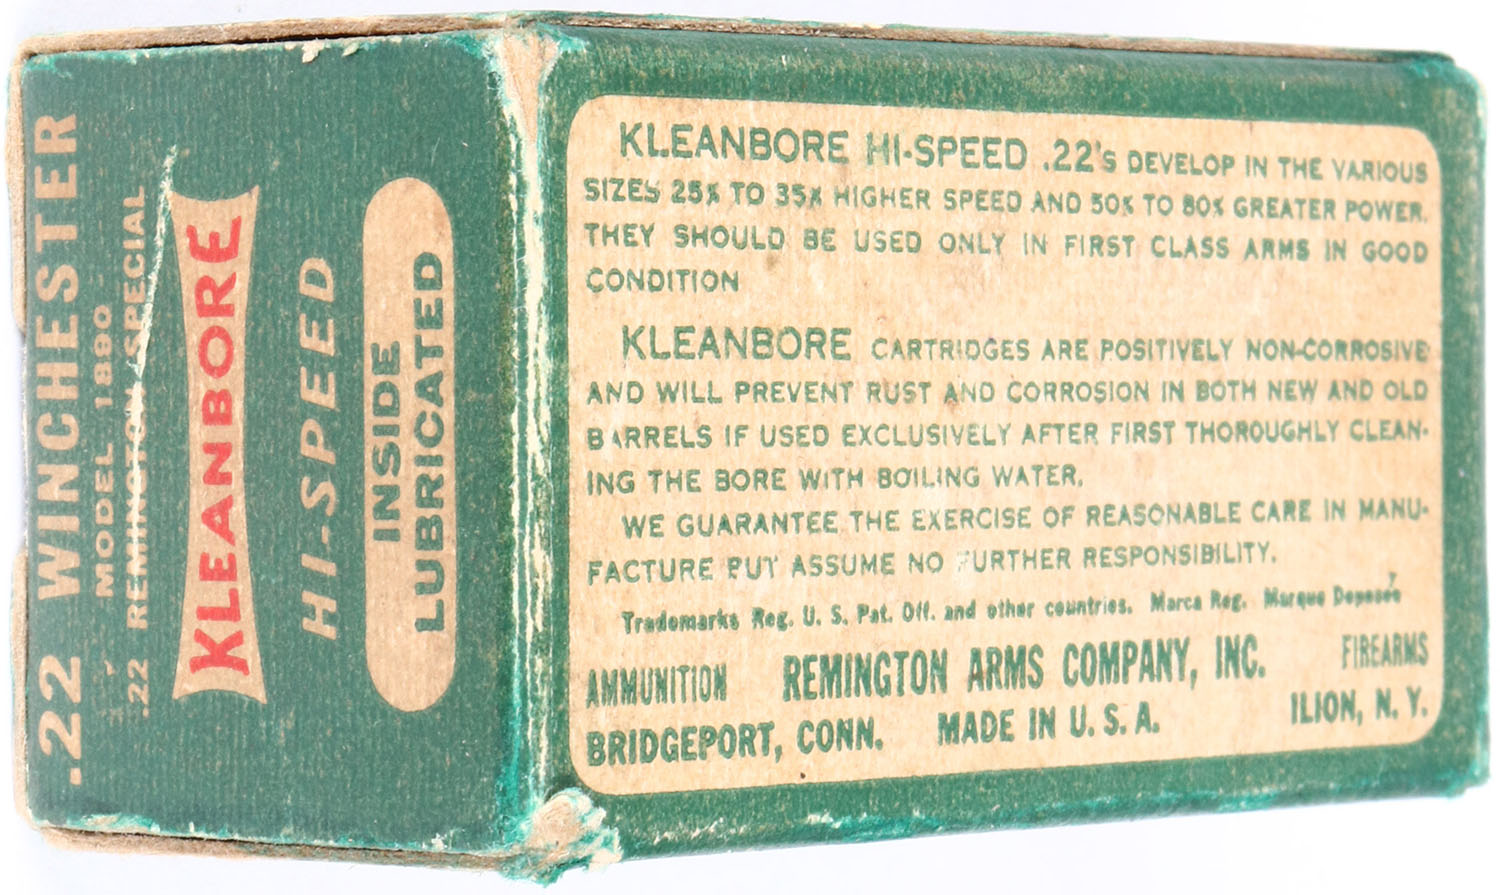 .22 WINCHESTER
MODEL 1890
.22 REMINGTON SPECIAL
KLEANBORE
HI-SPEED
INSIDE
LUBRICATED
KLEANBORE HI-SPEED .22's DEVELOP IN THE VARIOUS
SIZES 25% TO 35% HIGHER SPEED AND 50% TO 80% GREATER POWER.
THEY SHOULD BE USED ONLY IN FIRST CLASS ARMS IN GOOD
CONDITION
KLEANBORE CARTRIDGES ARE POSITIVELY NON-CORROSIVE
AND WILL PREVENT RUST AND CORROSION IN BOTH NEW AND OLD
BARRELS IF USED EXCLUSIVELY AFTER FIRST THOROUGHLY CLEAN-
ING THE BORE WITH BOILING WATER.
WE GUARANTEE THE EXERCISE OF REASONABLE CARE IN MANU-
FACTURE BUT ASSUME NO FURTHER RESPONSIBILITY.
Trademarks Reg. U. S. Pat. Off. and other countries. Marca Reg. Marque Deposée
AMMUNITION REMINGTON ARMS COMPANY, INC. FIREARMS
BRIDGEPORT, CONN. MADE IN U. S. A. ILION, N. Y.